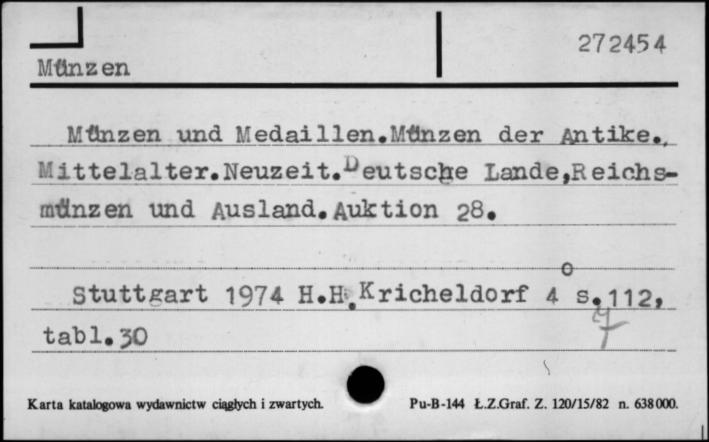 272454
Münzen
Münzen und Medaillen.Münzen der Antike.,
Mittelalter.Neuzeit.Deutsche Lande,Reichs-
münzen und Ausland.Auktion 28.
Stuttgart 1974 H.H.Kricheldorf 4° s.112,
tabl.30
Karta katalogowa wydawnictw ciągłych i zwartych. Pu-B-144 Ł.Z.Graf. Z. 120/15/82 n. 638000.